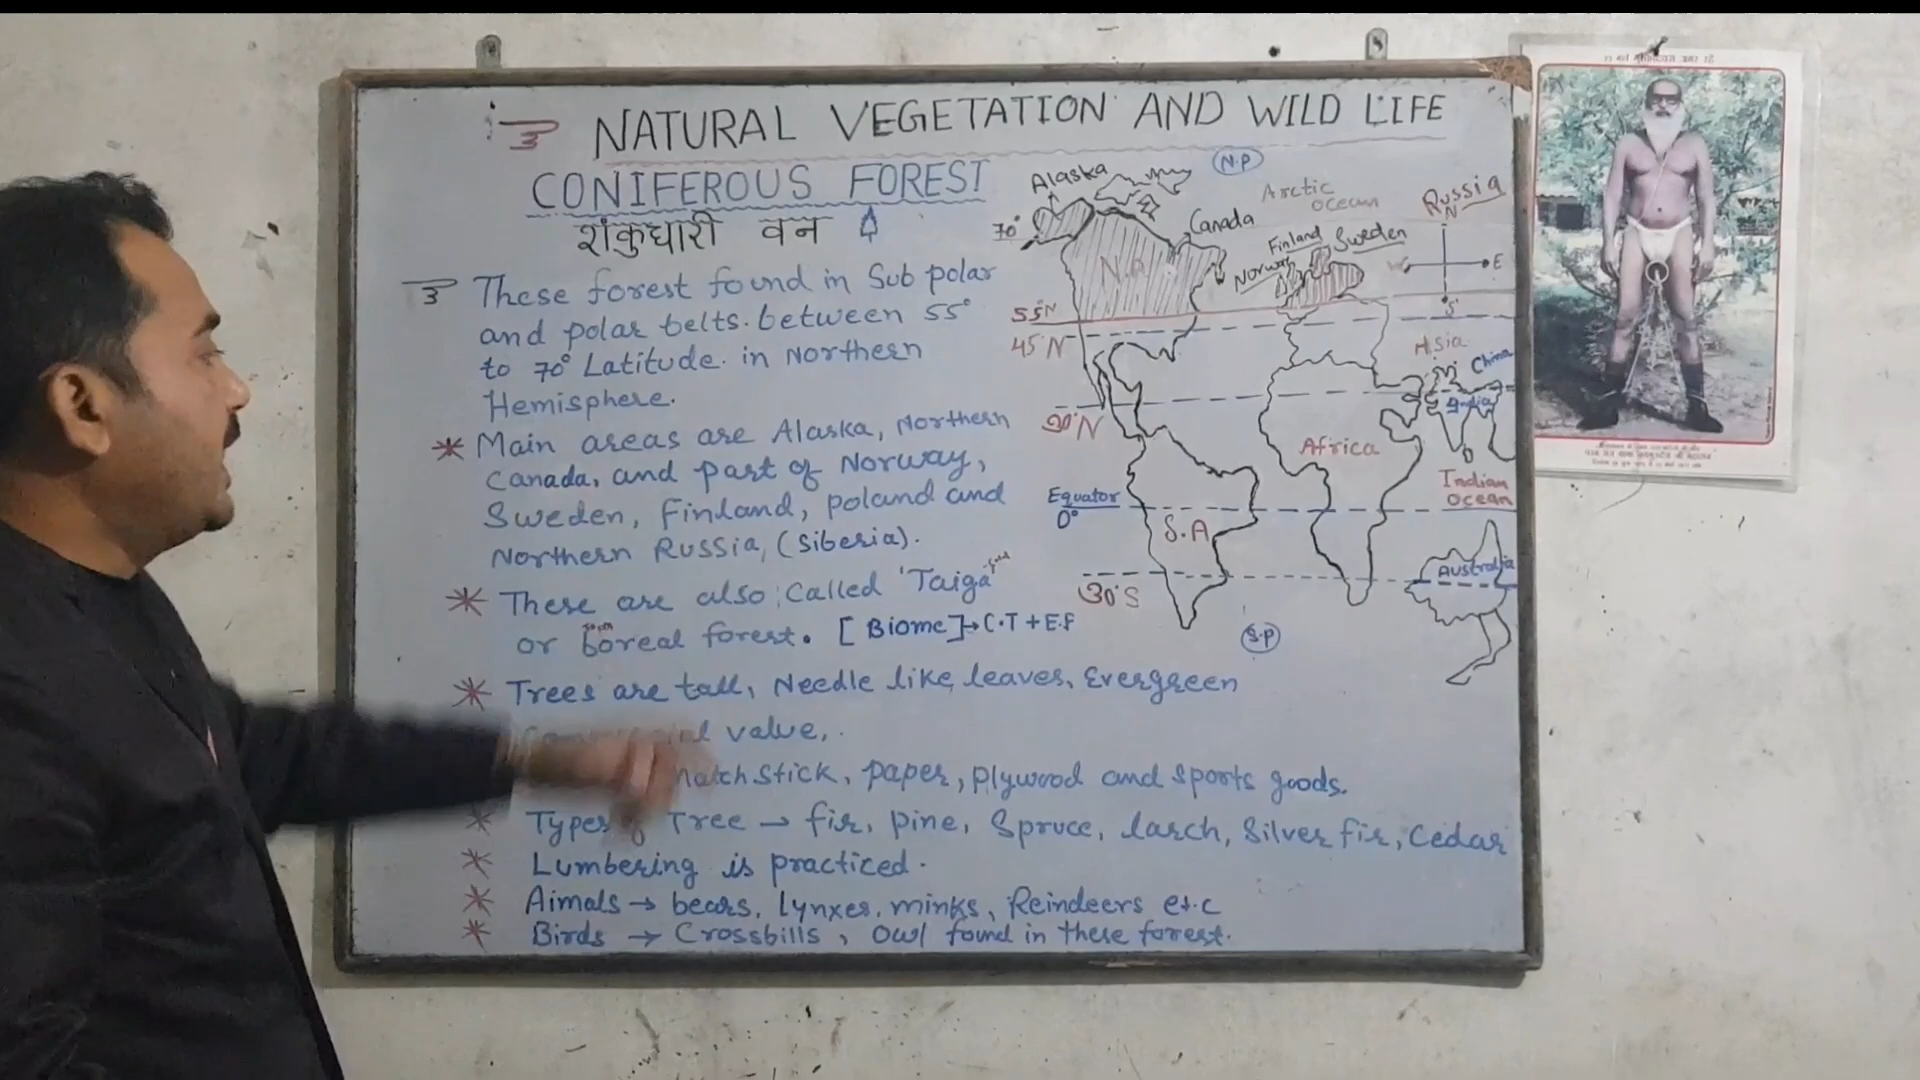 NATURAL VEGETATION AND WILD LIFE
CONIFEROUS FOREST
शंकुधारी वन
These forest found in Sub polar
and polar belts. between 55°
to 70° Latitude in Northern
Hemisphere.
Main areas are Alaska, Northern
Canada, and part of Norway,
Sweden, Finland, poland and
Northern Russia, (Siberia).
These are also called 'Taiga'
or boreal forest. [Biome]→ C.T + E.F
Trees are tall, Needle like leaves, Evergreen
value,.
matchstick, paper, plywood and sports goods.
Types Tree → fir, pine, Spruce, larch, Silver fir, Cedar
Lumbering is practiced.
Aimals → bears, lynxes, minks, Reindeers etc
Birds → Crossbills, owl found in these forest.
N.P
Alaska
Arctic
ocean
Russia
N
70°
Canada
Finland
Sweden
N.A
Norway
W
E
S
55°N
45°N
Asia
China
India
30°N
Africa
Equator
0°
Indian
ocean
S.A
Australia
30°S
S.P